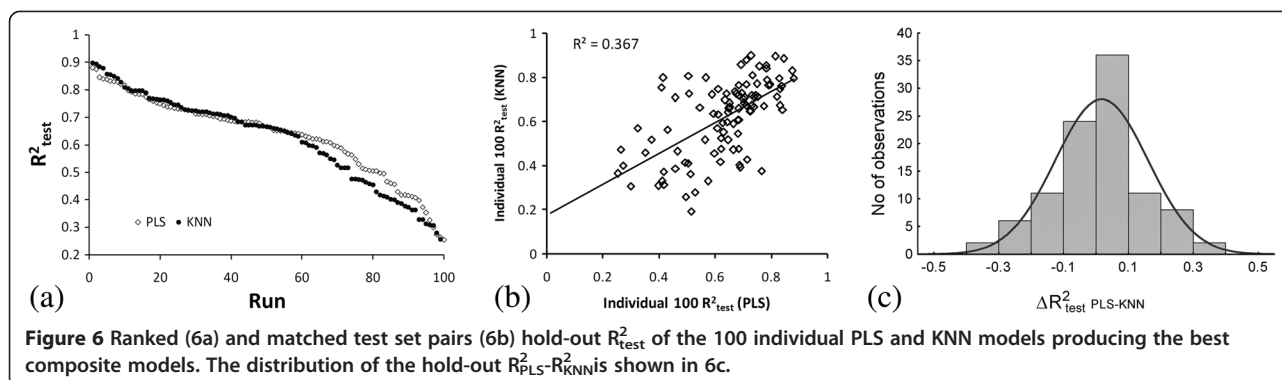 1
0.9
0.8
0.7
0.6
0.5
0.4
0.3
0.2
R²test
PLS KNN
0 20 40 60 80 100
(a)
Run
R² = 0.367
1
0.8
0.6
0.4
0.2
0
Individual 100 R²test (KNN)
0 0.2 0.4 0.6 0.8 1
(b)
Individual 100 R²test (PLS)
40
35
30
25
20
15
10
5
0
No of observations
-0.5 -0.3 -0.1 0.1 0.3 0.5
(c)
ΔR²test PLS-KNN
Figure 6 Ranked (6a) and matched test set pairs (6b) hold-out R²test of the 100 individual PLS and KNN models producing the best
composite models. The distribution of the hold-out R²PLS-R²KNNis shown in 6c.